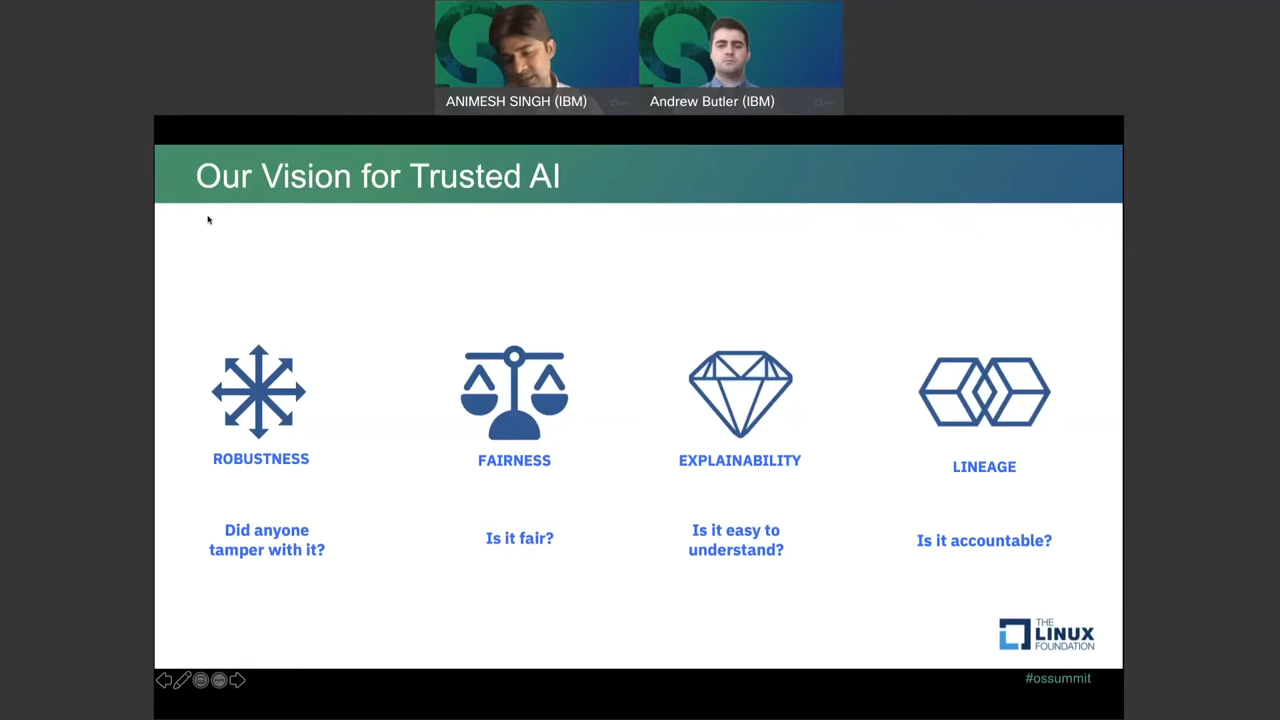 ANIMESH SINGH (IBM)
Andrew Butler (IBM)
Our Vision for Trusted AI
ROBUSTNESS
FAIRNESS
EXPLAINABILITY
LINEAGE
Did anyone
tamper with it?
Is it fair?
Is it easy to
understand?
Is it accountable?
THE
LINUX
FOUNDATION
#ossummit